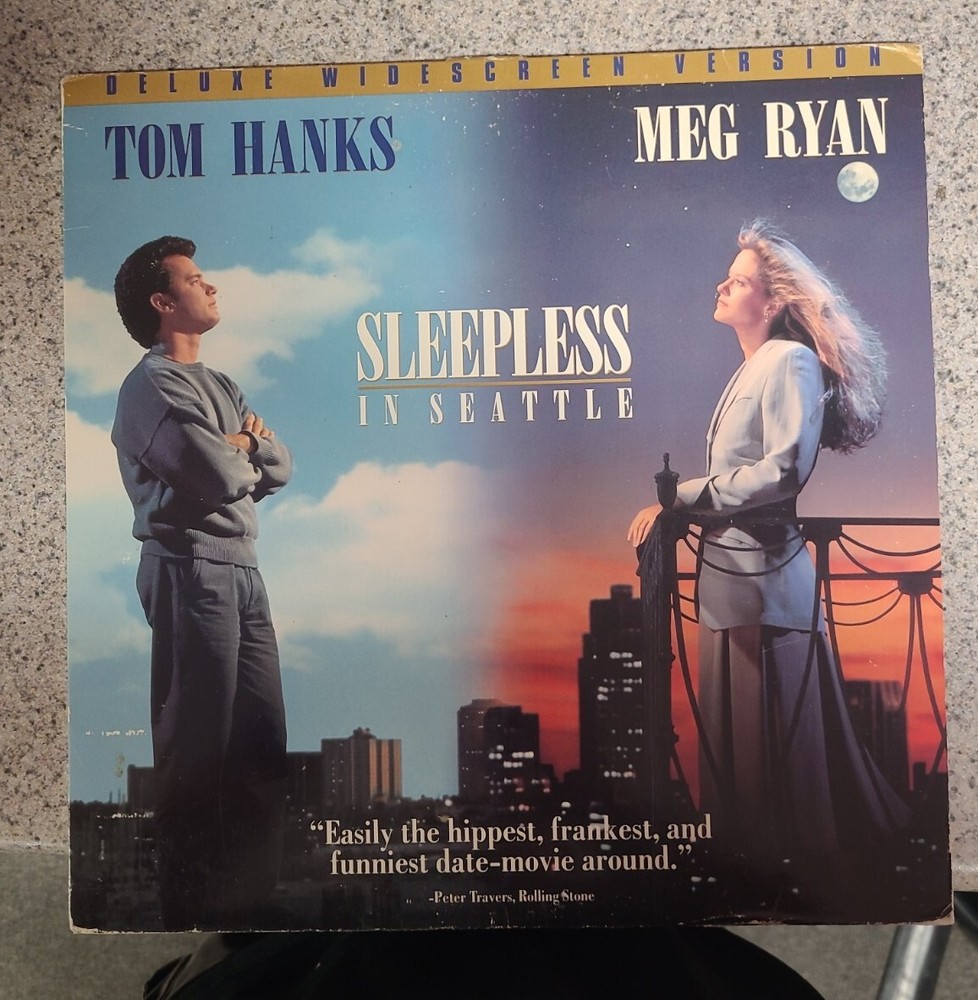 DELUXE WIDESCREEN VERSION
TOM HANKS
MEG RYAN
SLEEPLESS
IN SEATTLE
“Easily the hippest, frankest, and
funniest date-movie around.”
-Peter Travers, Rolling Stone